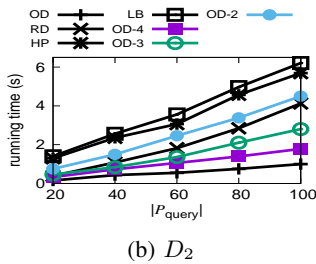 OD LB OD-2
RD OD-4
HP OD-3
running time (s)
6
4
2
0
20 40 60 80 100
|P_query|
(b) D_2